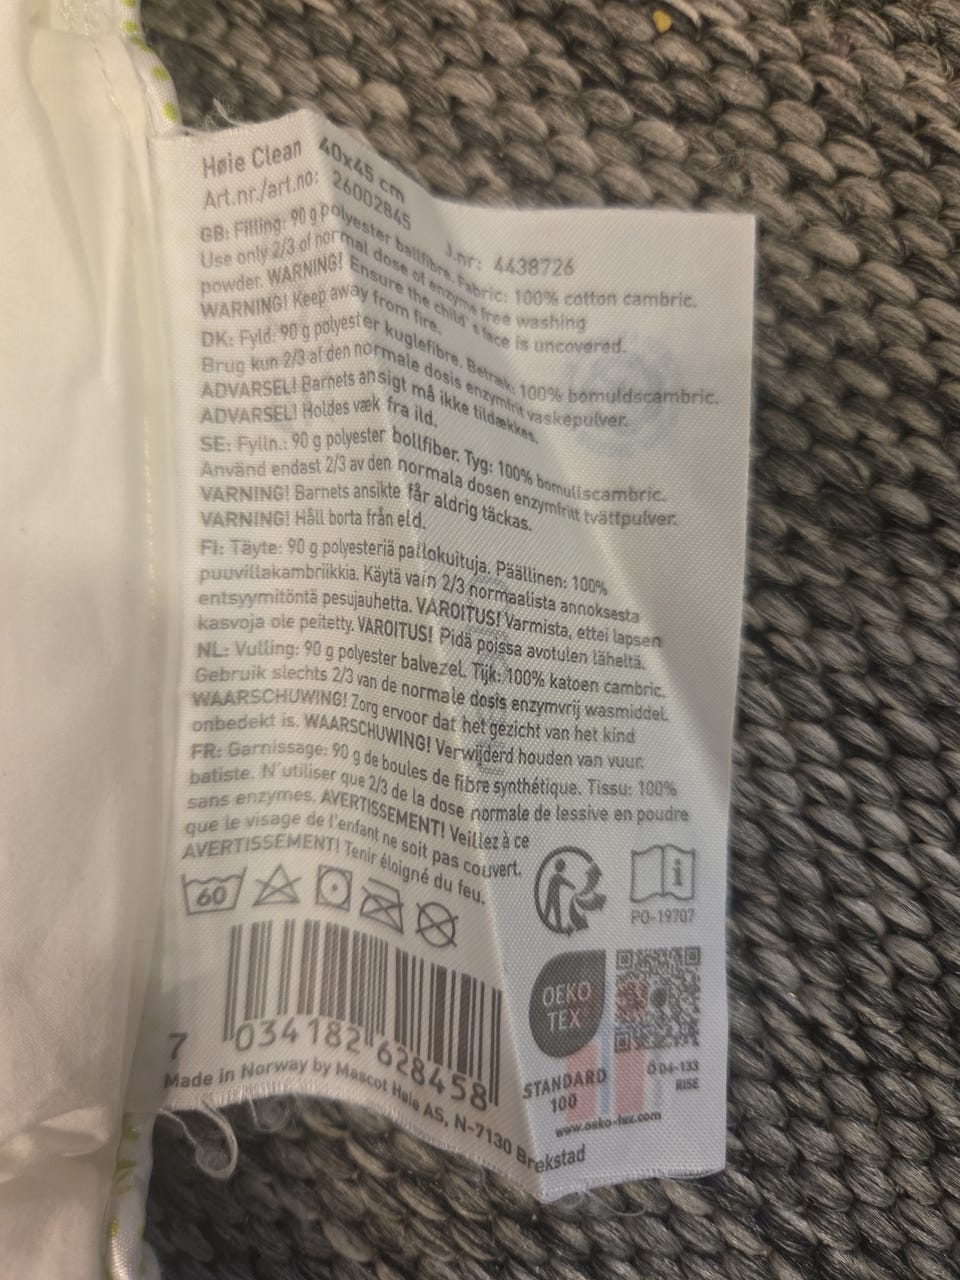 Høie Clean 40x45 cm
Art.nr./art.no: 26002845 J.nr: 4438726
GB: Filling: 90 g polyester ballfibre. Fabric: 100% cotton cambric.
Use only 2/3 of normal dose of enzyme free washing
powder. WARNING! Ensure the child´s face is uncovered.
WARNING! Keep away from fire.
DK: Fyld: 90 g polyester kuglefibre. Betræk: 100% bomuldscambric.
Brug kun 2/3 af den normale dosis enzymfrit vaskepulver.
ADVARSEL! Barnets ansigt må ikke tildækkes.
ADVARSEL! Holdes væk fra ild.
SE: Fylln.: 90 g polyester bollfiber. Tyg: 100% bomullscambric.
Använd endast 2/3 av den normala dosen enzymfritt tvättpulver.
VARNING! Barnets ansikte får aldrig täckas.
VARNING! Håll borta från eld.
FI: Täyte: 90 g polyesteriä pallokuituja. Päällinen: 100%
puuvillakambriikkia. Käytä vain 2/3 normaalista annoksesta
entsyymitöntä pesujauhetta. VAROITUS! Varmista, ettei lapsen
kasvoja ole peitetty. VAROITUS! Pidä poissa avotulen läheltä.
NL: Vulling: 90 g polyester balvezel. Tijk: 100% katoen cambric.
Gebruik slechts 2/3 van de normale dosis enzymvrij wasmiddel.
WAARSCHUWING! Zorg ervoor dat het gezicht van het kind
onbedekt is. WAARSCHUWING! Verwijderd houden van vuur.
FR: Garnissage: 90 g de boules de fibre synthétique. Tissu: 100%
batiste. N´utiliser que 2/3 de la dose normale de lessive en poudre
sans enzymes. AVERTISSEMENT! Veillez à ce
que le visage de l'enfant ne soit pas couvert.
AVERTISSEMENT! Tenir éloigné du feu.
60
PO-19707
OEKO
TEX
STANDARD
100
04-133
RISE
www.oeko-tex.com
7 034182 628458
Made in Norway by Mascot Høie AS, N-7130 Brekstad